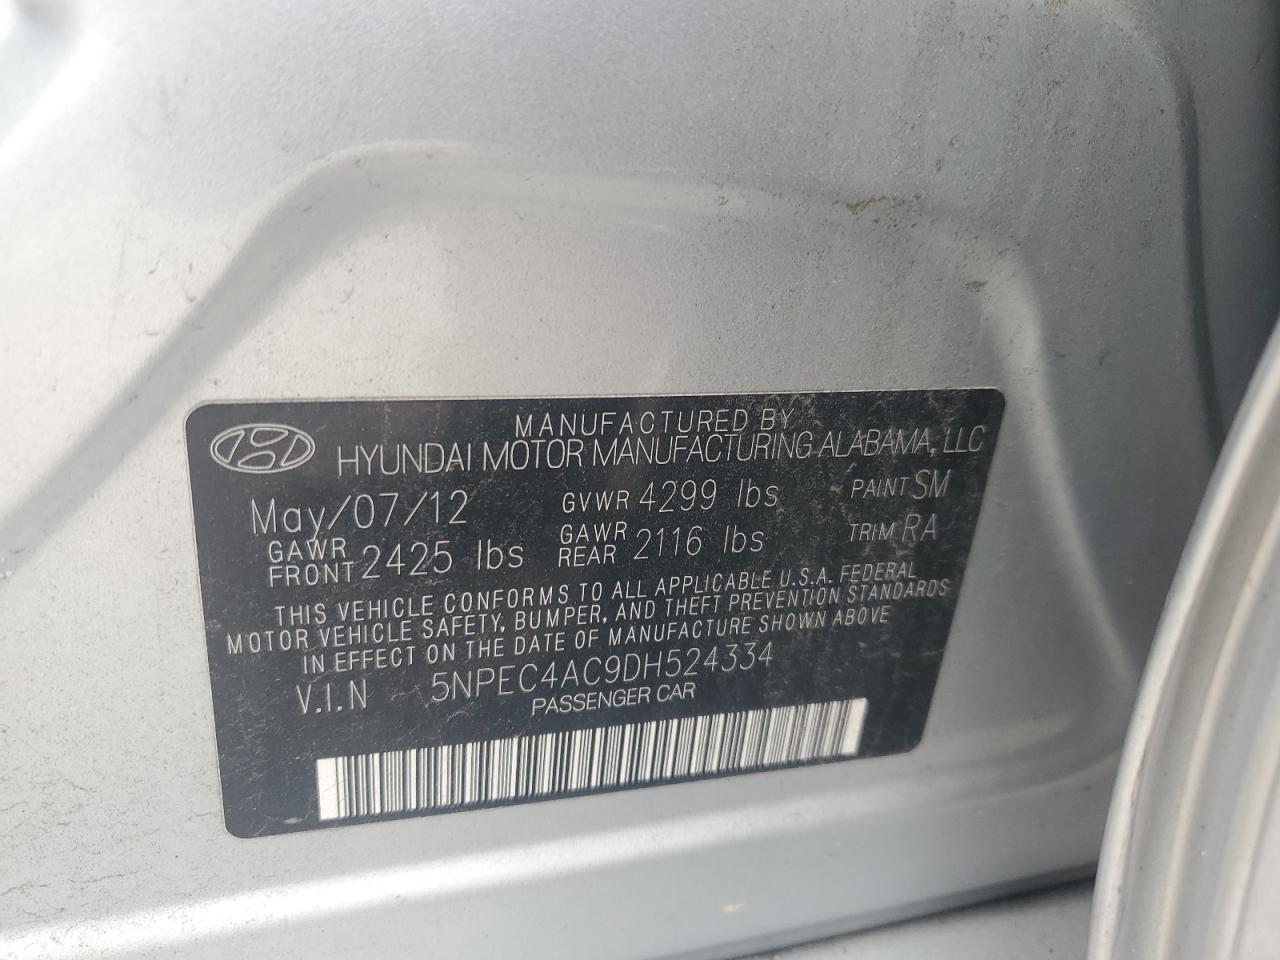 MANUFACTURED BY
HYUNDAI MOTOR MANUFACTURING ALABAMA, LLC
May/07/12 GVWR 4299 lbs PAINT SM
GAWR FRONT 2425 lbs GAWR REAR 2116 lbs TRIM RA
THIS VEHICLE CONFORMS TO ALL APPLICABLE U.S.A. FEDERAL
MOTOR VEHICLE SAFETY, BUMPER, AND THEFT PREVENTION STANDARDS
IN EFFECT ON THE DATE OF MANUFACTURE SHOWN ABOVE
V.I.N 5NPEC4AC9DH524334
PASSENGER CAR